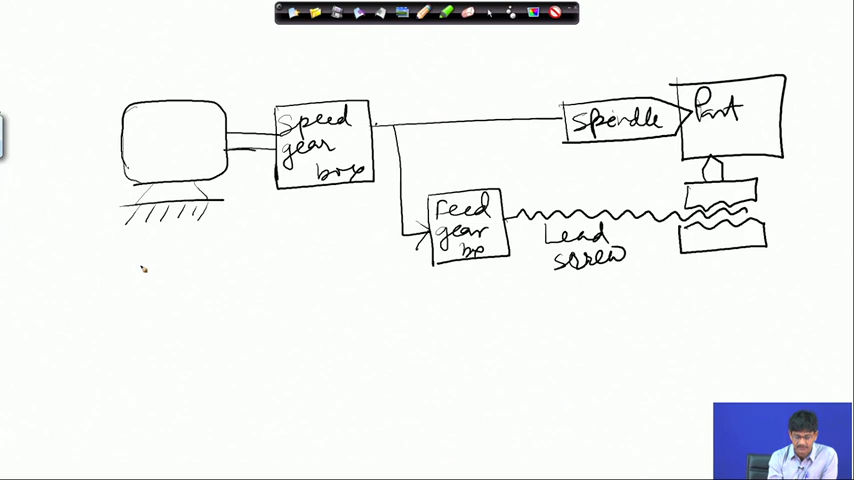 Speed
gear
box
Spindle
Part
Feed
gear
box
Lead
screw